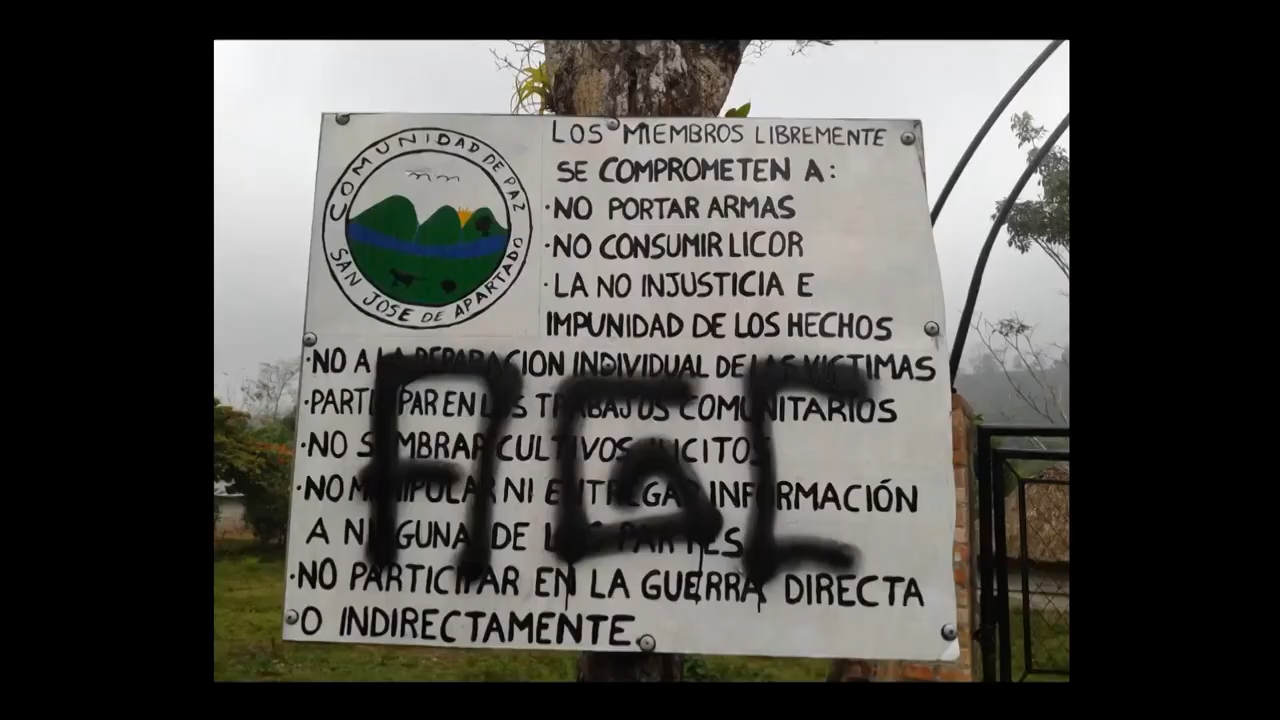 COMUNIDAD DE PAZ
SAN JOSE DE APARTADO
LOS MIEMBROS LIBREMENTE
SE COMPROMETEN A:
·NO PORTAR ARMAS
·NO CONSUMIR LICOR
·LA NO INJUSTICIA E
IMPUNIDAD DE LOS HECHOS
·NO A LA REPARACION INDIVIDUAL DE LAS VICTIMAS
·PARTICIPAR EN LOS TRABAJOS COMUNITARIOS
·NO SEMBRAR CULTIVOS ILICITOS
·NO MANIPULAR NI ENTREGAR INFORMACIÓN
A NINGUNA DE LAS PARTES
·NO PARTICIPAR EN LA GUERRA DIRECTA
O INDIRECTAMENTE.
AGC